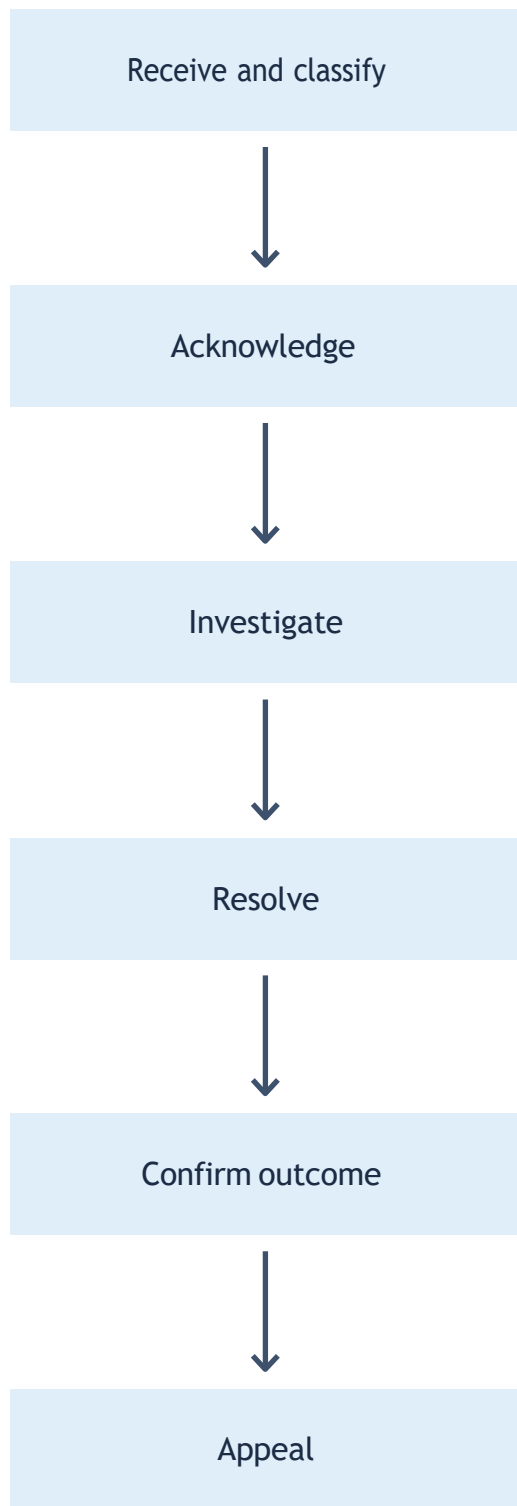 Receive and classify
Acknowledge
Investigate
Resolve
Confirm outcome
Appeal